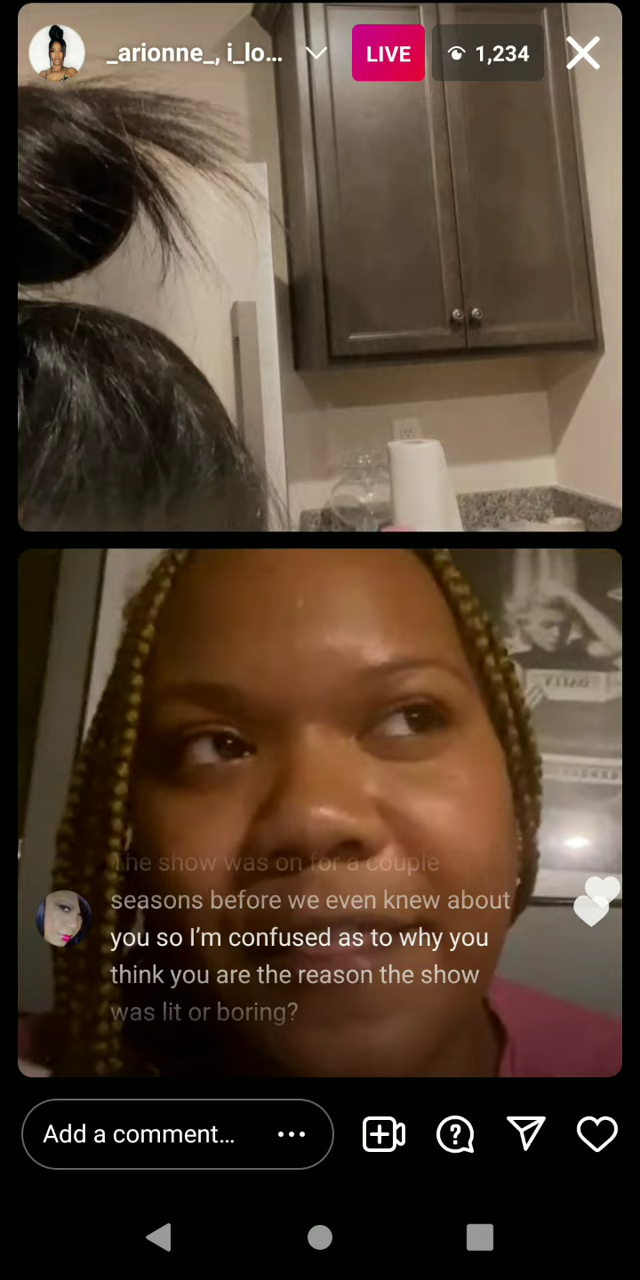 _arionne_, i_lo...
LIVE
1,234
The show was on for a couple
seasons before we even knew about
you so I'm confused as to why you
think you are the reason the show
was lit or boring?
Add a comment...